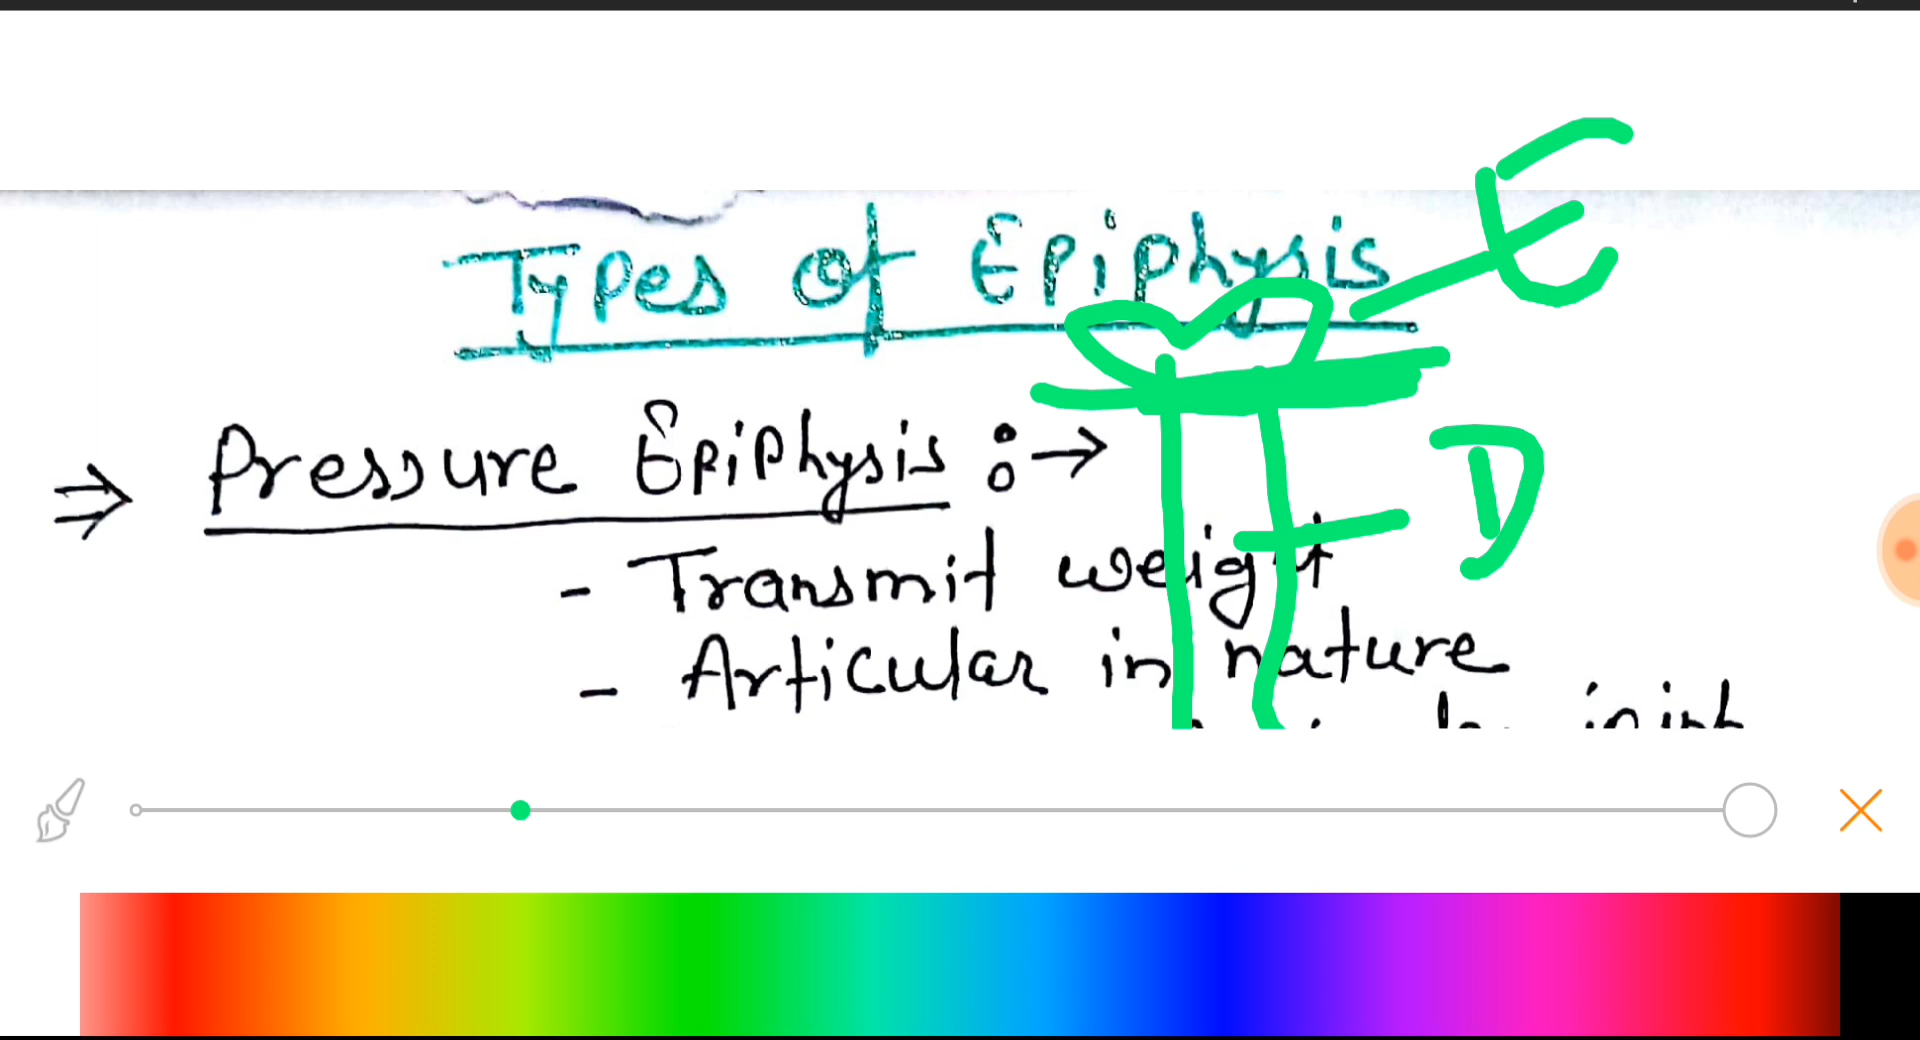 Types of Epiphysis
E
⇒ Pressure Epiphysis :→
D
- Transmit weight
- Articular in nature